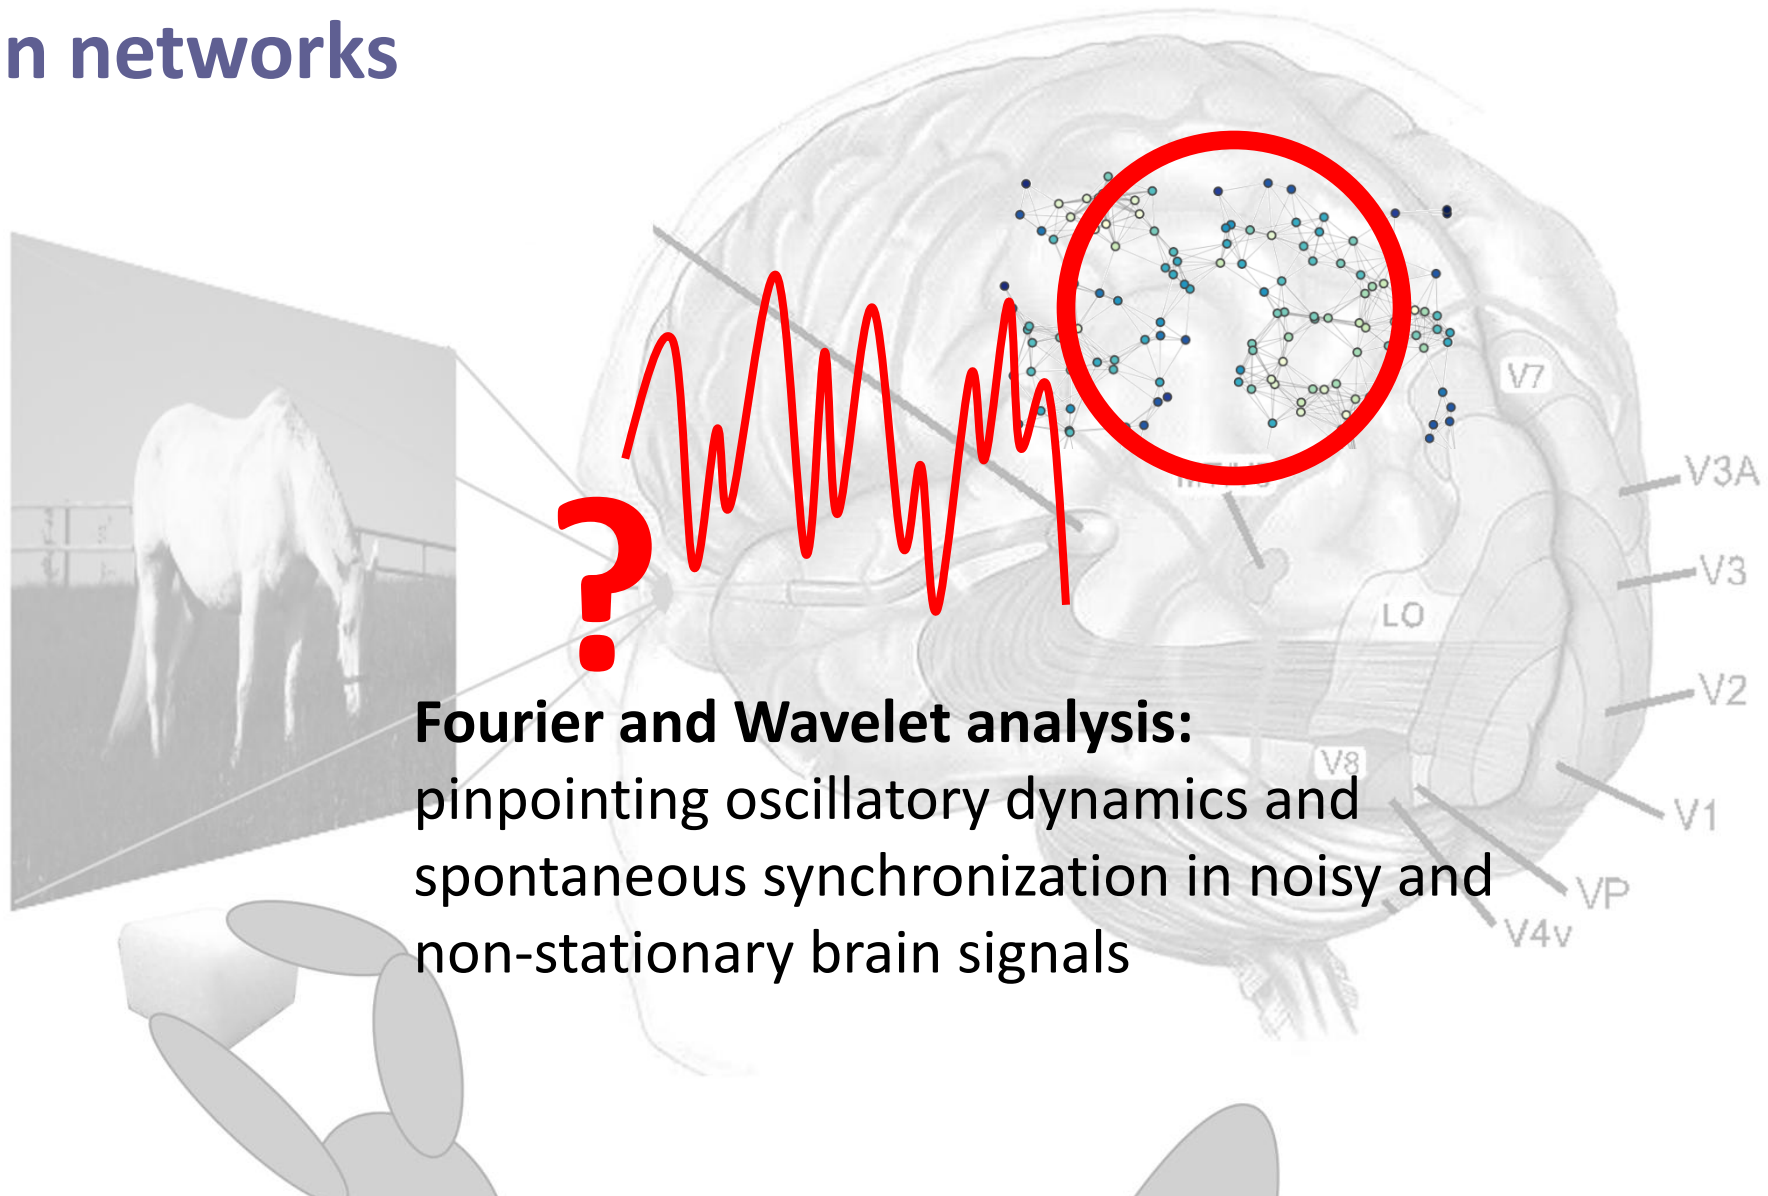 n networks
V7
V3A
V3
LO
V2
Fourier and Wavelet analysis:
V8
pinpointing oscillatory dynamics and
V1
spontaneous synchronization in noisy and
VP
V4v
non-stationary brain signals
?